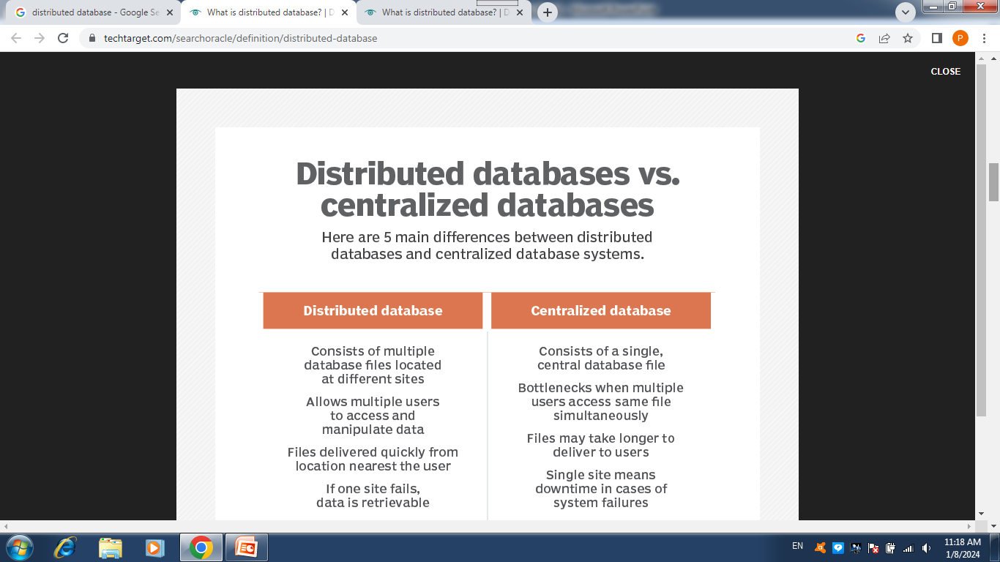 distributed database - Google Se
What is distributed database? | D
What is distributed database? | D
techtarget.com/searchoracle/definition/distributed-database
P
CLOSE
Distributed databases vs.
centralized databases
Here are 5 main differences between distributed
databases and centralized database systems.
Distributed database
Centralized database
Consists of multiple
database files located
at different sites
Allows multiple users
to access and
manipulate data
Files delivered quickly from
location nearest the user
If one site fails,
data is retrievable
Consists of a single,
central database file
Bottlenecks when multiple
users access same file
simultaneously
Files may take longer to
deliver to users
Single site means
downtime in cases of
system failures
EN
11:18 AM
1/8/2024